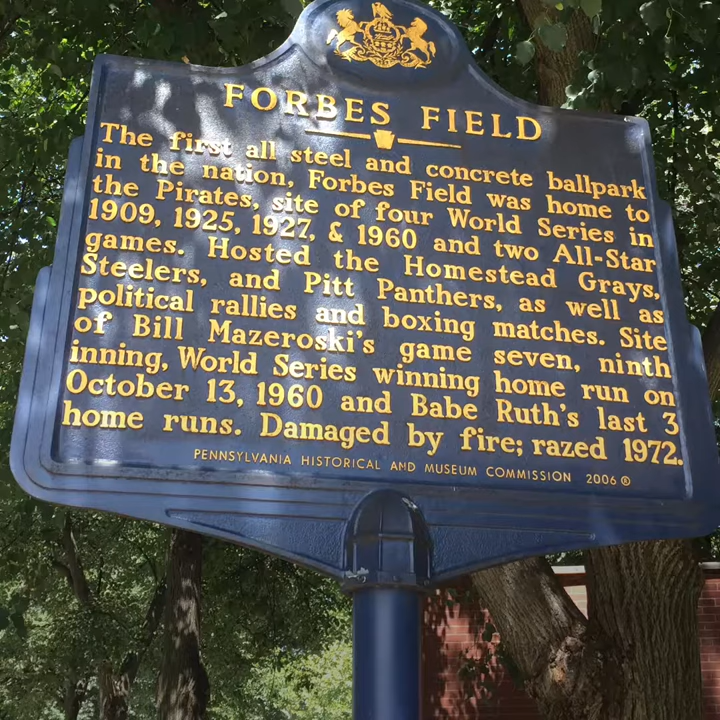 FORBES FIELD
The first all steel and concrete ballpark
in the nation, Forbes Field was home to
the Pirates, site of four World Series in
1909, 1925, 1927, & 1960 and two All-Star
games. Hosted the Homestead Grays,
Steelers, and Pitt Panthers, as well as
political rallies and boxing matches. Site
of Bill Mazeroski's game seven, ninth
inning, World Series winning home run on
October 13, 1960 and Babe Ruth's last 3
home runs. Damaged by fire; razed 1972.
PENNSYLVANIA HISTORICAL AND MUSEUM COMMISSION 2006 ®